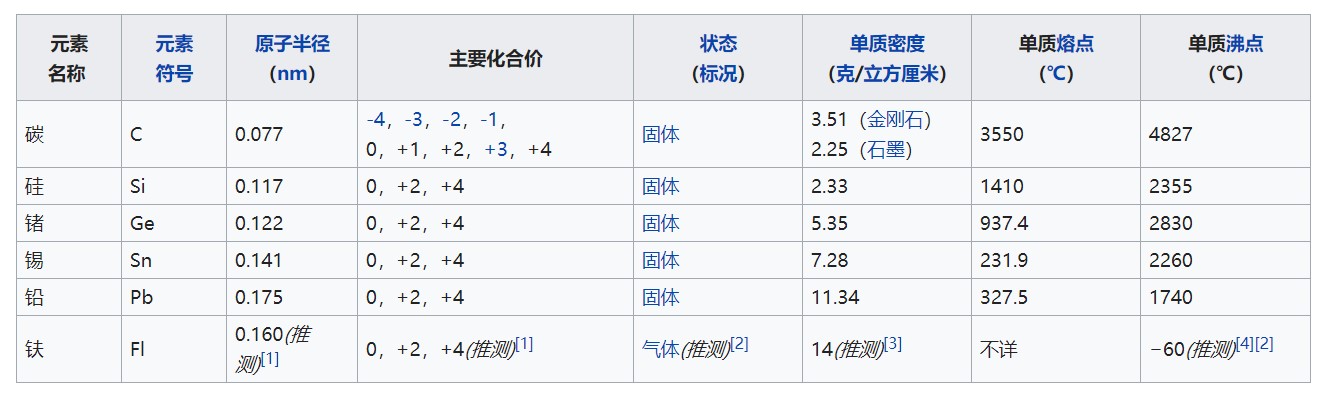 元素
名称
元素
符号
原子半径
(nm)
主要化合价
状态
(标况)
单质密度
(克/立方厘米)
单质熔点
(℃)
单质沸点
(℃)
碳
C
0.077
-4，-3，-2，-1，
0，+1，+2，+3，+4
固体
3.51（金刚石）
2.25（石墨）
3550
4827
硅
Si
0.117
0，+2，+4
固体
2.33
1410
2355
锗
Ge
0.122
0，+2，+4
固体
5.35
937.4
2830
锡
Sn
0.141
0，+2，+4
固体
7.28
231.9
2260
铅
Pb
0.175
0，+2，+4
固体
11.34
327.5
1740
𫓧
Fl
0.160(推
测)[1]
0，+2，+4(推测)[1]
气体(推测)[2]
14(推测)[3]
不详
−60(推测)[4][2]